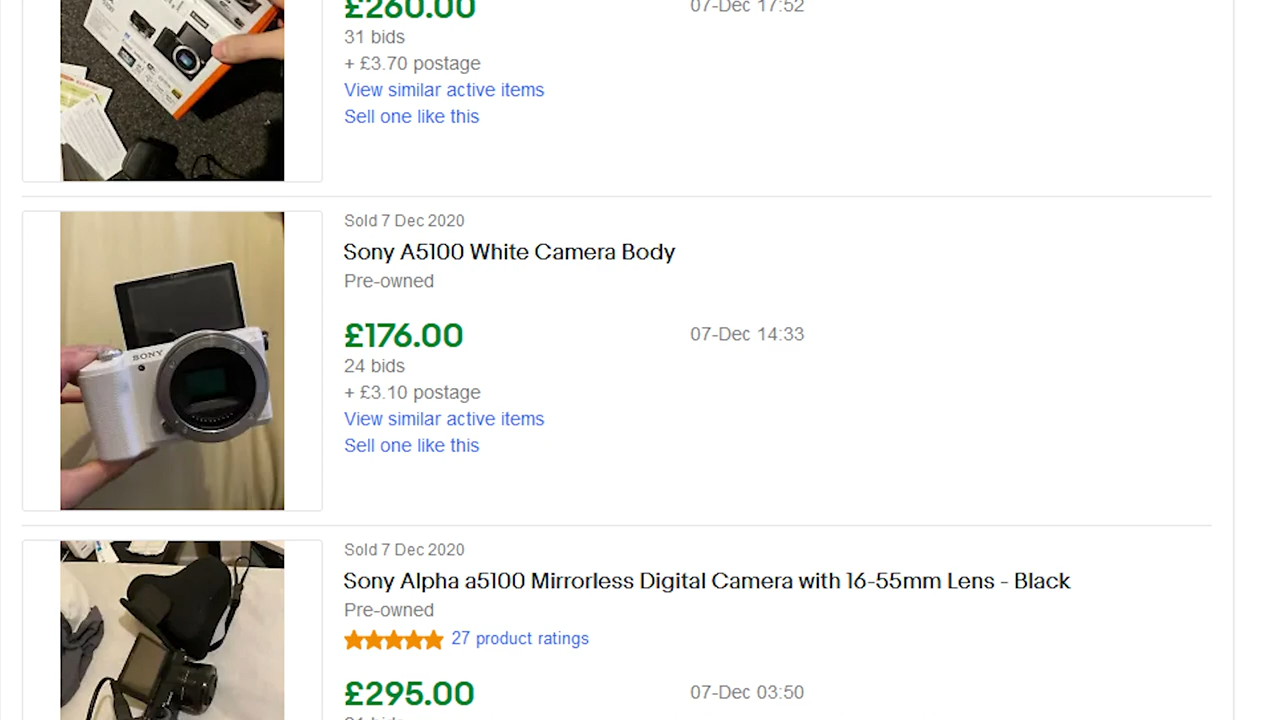 £260.00
07-Dec 17:52
31 bids
+ £3.70 postage
View similar active items
Sell one like this
Sold 7 Dec 2020
Sony A5100 White Camera Body
Pre-owned
£176.00
07-Dec 14:33
24 bids
+ £3.10 postage
View similar active items
Sell one like this
SONY
Sold 7 Dec 2020
Sony Alpha a5100 Mirrorless Digital Camera with 16-55mm Lens - Black
Pre-owned
27 product ratings
£295.00
07-Dec 03:50